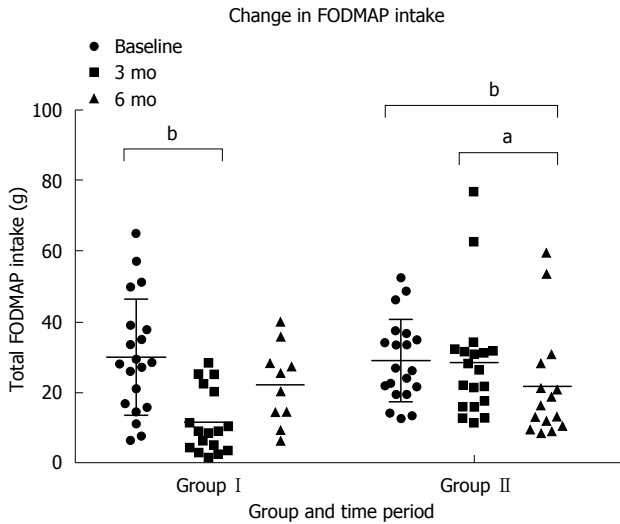 Change in FODMAP intake
Baseline
3 mo
6 mo
b
b
a
100
80
60
40
20
0
Total FODMAP intake (g)
Group Ⅰ
Group Ⅱ
Group and time period